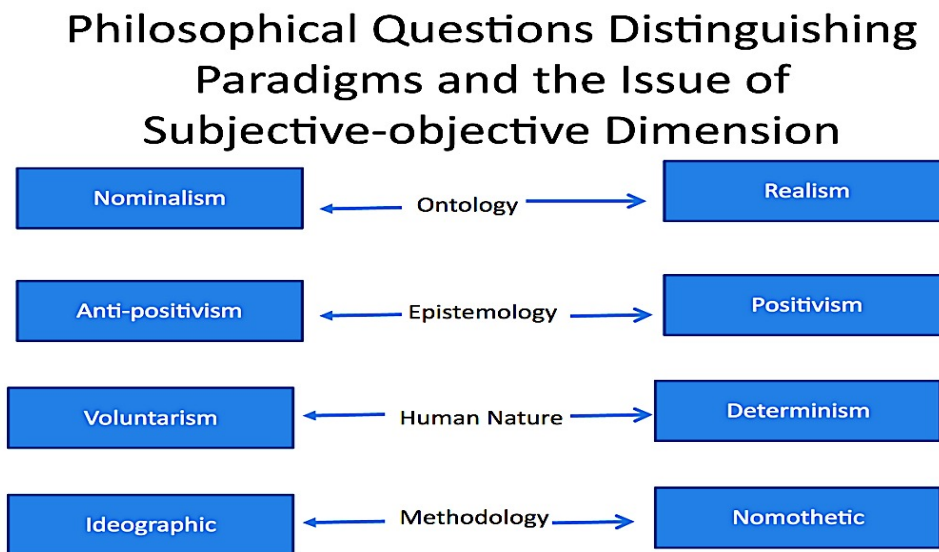 Philosophical Questions Distinguishing
Paradigms and the Issue of
Subjective-objective Dimension
Nominalism Ontology Realism
Anti-positivism Epistemology Positivism
Voluntarism Human Nature Determinism
Ideographic Methodology Nomothetic